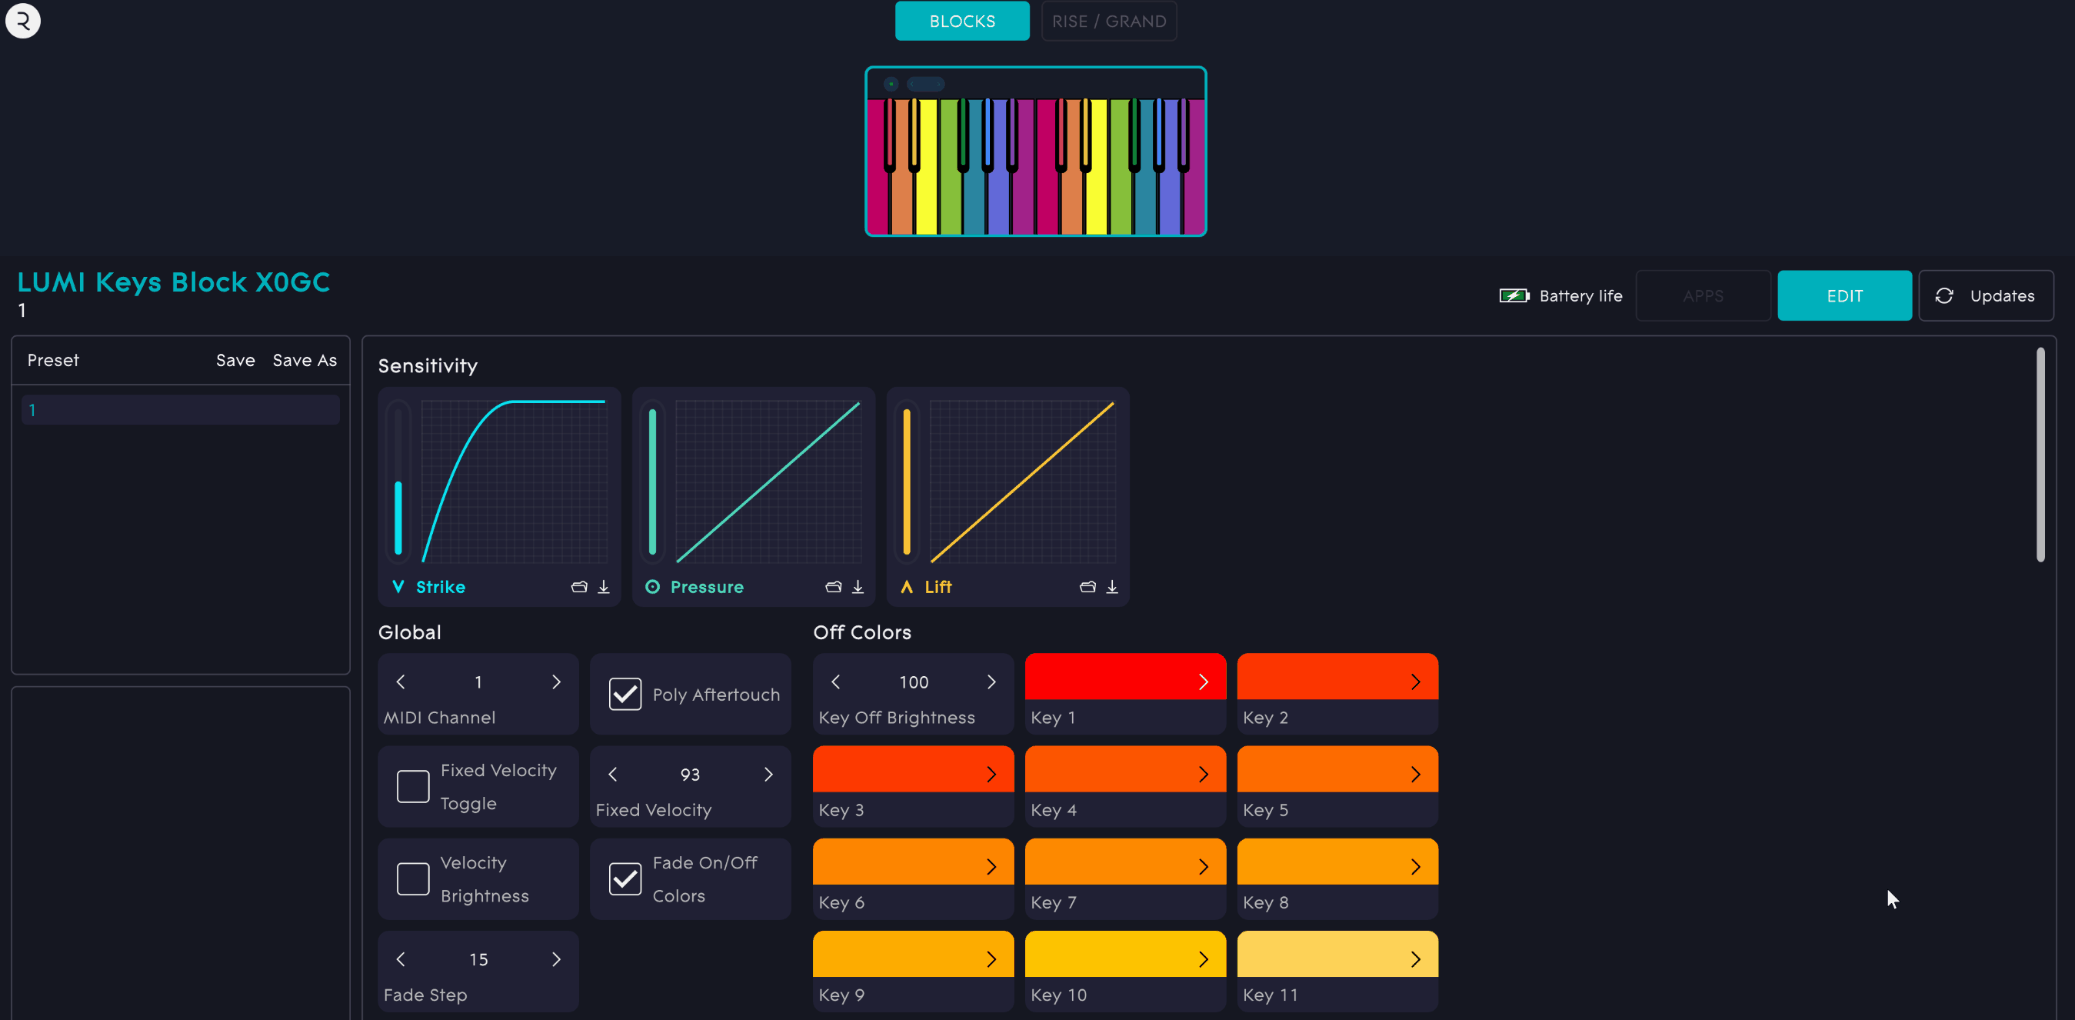 BLOCKS
RISE / GRAND
LUMI Keys Block X0GC
1
Battery life
APPS
EDIT
Updates
Preset
Save
Save As
1
Sensitivity
Strike
Pressure
Lift
Global
Off Colors
1
MIDI Channel
Poly Aftertouch
100
Key Off Brightness
Key 1
Key 2
Fixed Velocity
Toggle
93
Fixed Velocity
Key 3
Key 4
Key 5
Velocity
Brightness
Fade On/Off
Colors
Key 6
Key 7
Key 8
15
Fade Step
Key 9
Key 10
Key 11